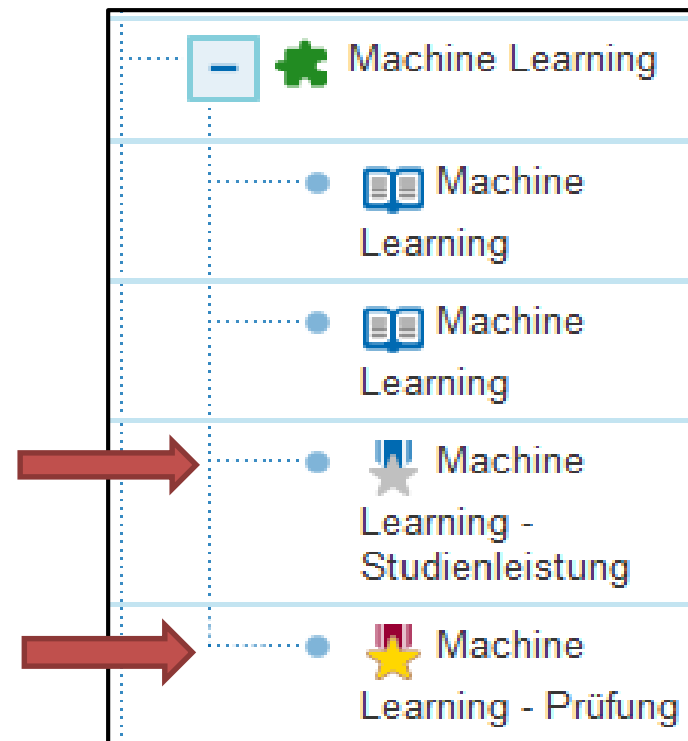 Machine Learning
Machine
Learning
Machine
Learning
Machine
Learning -
Studienleistung
Machine
Learning - Prüfung